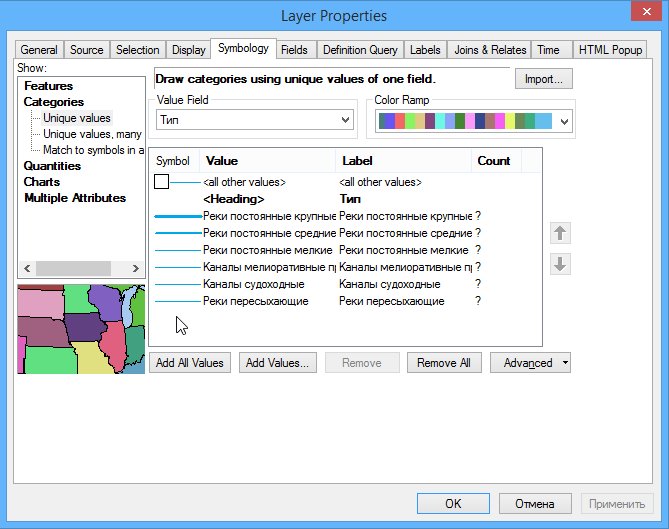 Layer Properties
General Source Selection Display Symbology Fields Definition Query Labels Joins & Relates Time HTML Popup
Show:
Features
Categories
Unique values
Unique values, many
Match to symbols in a
Quantities
Charts
Multiple Attributes
Draw categories using unique values of one field.
Import...
Value Field
Тип
Color Ramp
Symbol Value Label Count
<all other values> <all other values>
<Heading> Тип
Реки постоянные крупные Реки постоянные крупные ?
Реки постоянные средние Реки постоянные средние ?
Реки постоянные мелкие Реки постоянные мелкие ?
Каналы мелиоративные пр Каналы мелиоративные пр ?
Каналы судоходные Каналы судоходные ?
Реки пересыхающие Реки пересыхающие ?
Add All Values Add Values... Remove Remove All Advanced
OK Отмена Применить